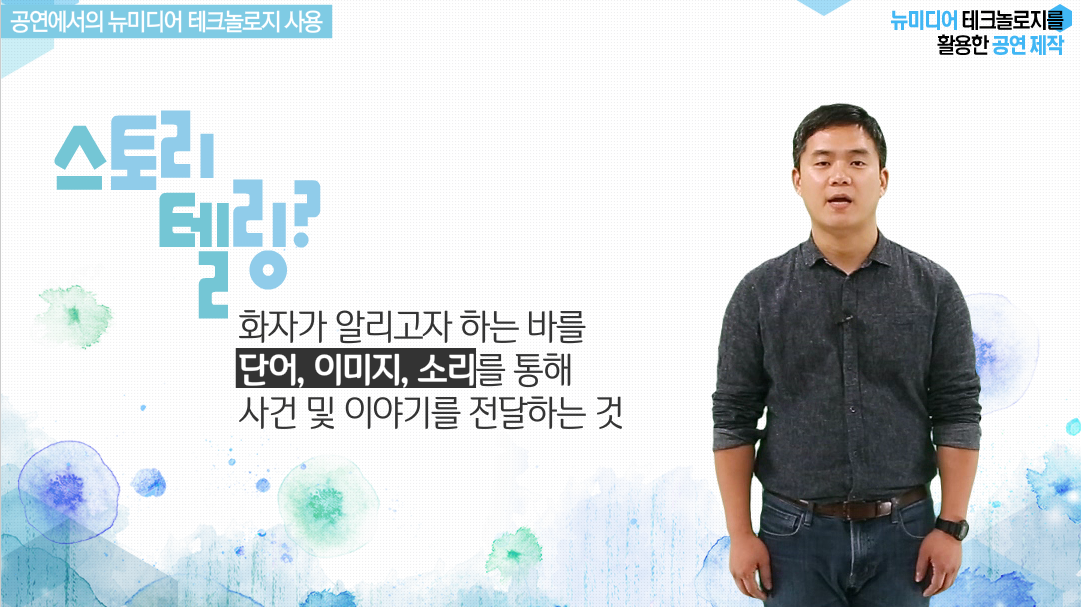 공연에서의 뉴미디어 테크놀로지 사용
뉴미디어 테크놀로지를
활용한 공연 제작
스토리
텔링?
화자가 알리고자 하는 바를
단어, 이미지, 소리를 통해
사건 및 이야기를 전달하는 것